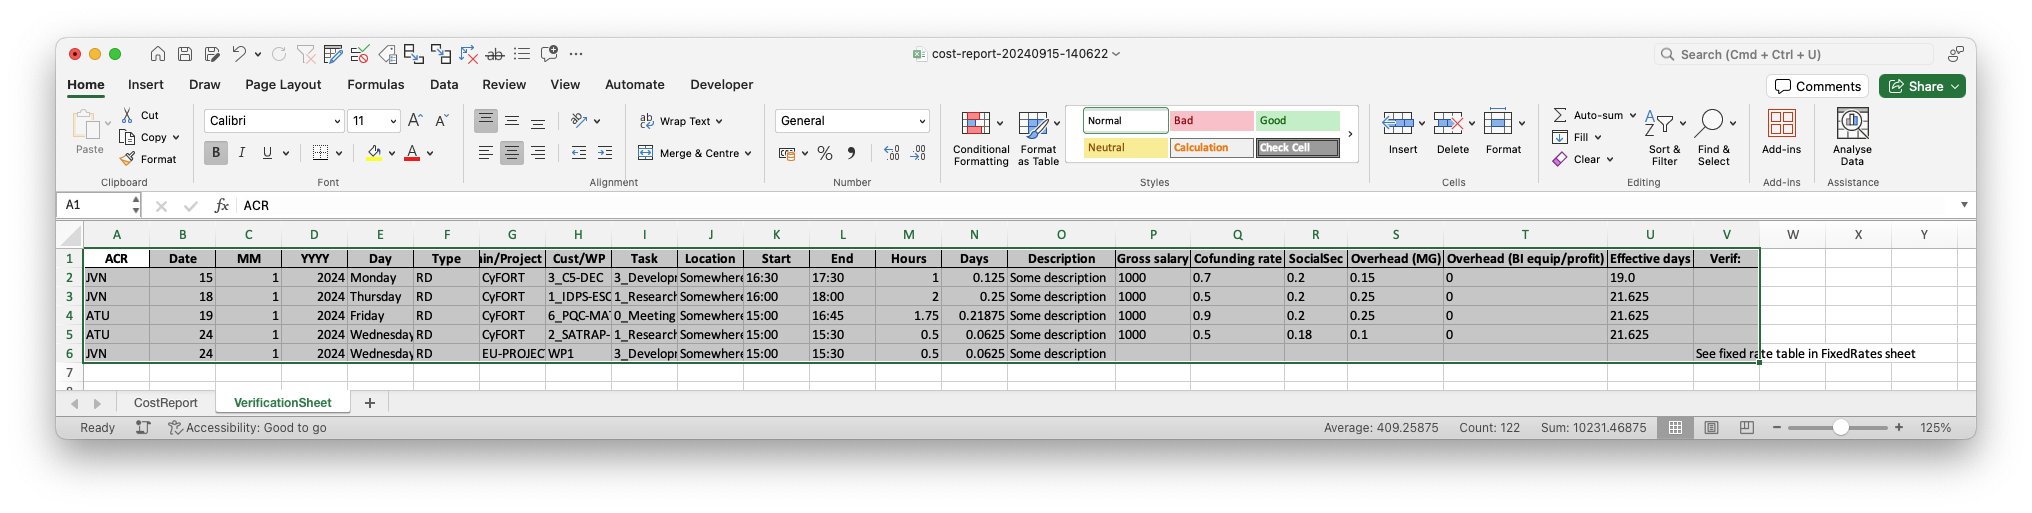 cost-report-20240915-140622
Search (Cmd + Ctrl + U)
Home Insert Draw Page Layout Formulas Data Review View Automate Developer
Comments Share
Paste Cut Copy Format
Clipboard
Calibri 11
B I U
Font
Wrap Text
Merge & Centre
Alignment
General
Number
Conditional Formatting
Format as Table
Normal Bad Good
Neutral Calculation Check Cell
Styles
Insert Delete Format
Cells
Auto-sum
Fill
Clear
Sort & Filter
Find & Select
Editing
Add-ins
Add-ins
Analyse Data
Assistance
A1 fx ACR
A B C D E F G H I J K L M N O P Q R S T U V W X Y
1 ACR Date MM YYYY Day Type in/Project Cust/WP Task Location Start End Hours Days Description Gross salary Cofunding rate SocialSec Overhead (MG) Overhead (BI equip/profit) Effective days Verif:
2 JVN 15 1 2024 Monday RD CyFORT 3_C5-DEC 3_Develop Somewhere 16:30 17:30 1 0.125 Some description 1000 0.7 0.2 0.15 0 19.0
3 JVN 18 1 2024 Thursday RD CyFORT 1_IDPS-ESC 1_Research Somewhere 16:00 18:00 2 0.25 Some description 1000 0.5 0.2 0.25 0 21.625
4 ATU 19 1 2024 Friday RD CyFORT 6_PQC-MA 0_Meeting Somewhere 15:00 16:45 1.75 0.21875 Some description 1000 0.9 0.2 0.25 0 21.625
5 ATU 24 1 2024 Wednesday RD CyFORT 2_SATRAP- 1_Research Somewhere 15:00 15:30 0.5 0.0625 Some description 1000 0.5 0.18 0.1 0 21.625
6 JVN 24 1 2024 Wednesday RD EU-PROJEC WP1 3_Develop Somewhere 15:00 15:30 0.5 0.0625 Some description See fixed rate table in FixedRates sheet
7
CostReport VerificationSheet
Ready Accessibility: Good to go Average: 409.25875 Count: 122 Sum: 10231.46875 125%